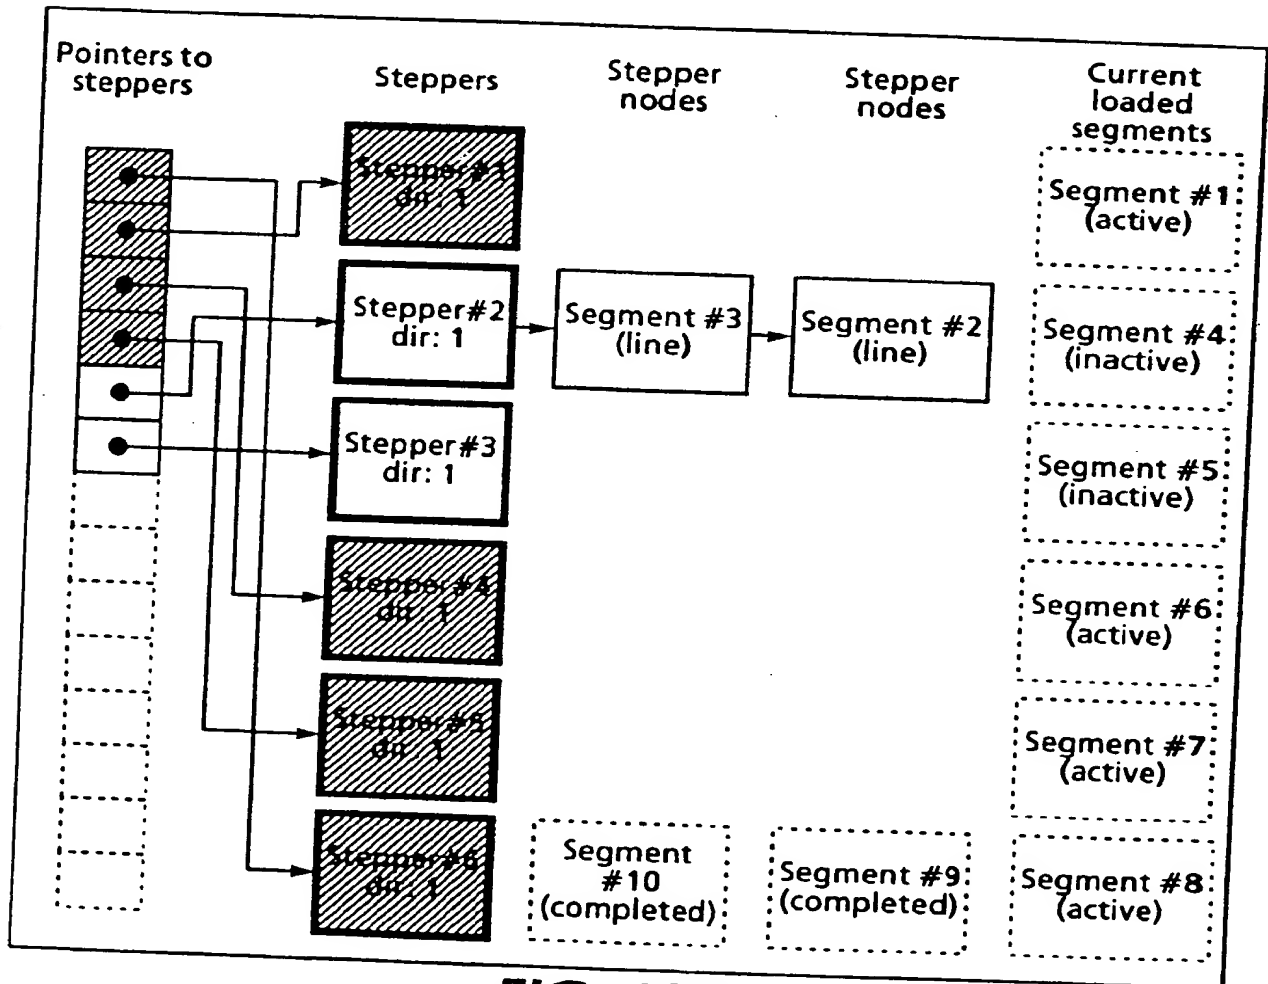 Pointers to
steppers
Steppers
Stepper
nodes
Stepper
nodes
Current
loaded
segments
Stepper#1
dir: 1
Segment #1
(active)
Stepper#2
dir: 1
Segment #3
(line)
Segment #2
(line)
Segment #4
(inactive)
Stepper#3
dir: 1
Segment #5
(inactive)
Stepper#4
dir: 1
Segment #6
(active)
Stepper#5
dir: 1
Segment #7
(active)
Stepper#6
dir: 1
Segment
#10
(completed)
Segment #9
(completed)
Segment #8
(active)